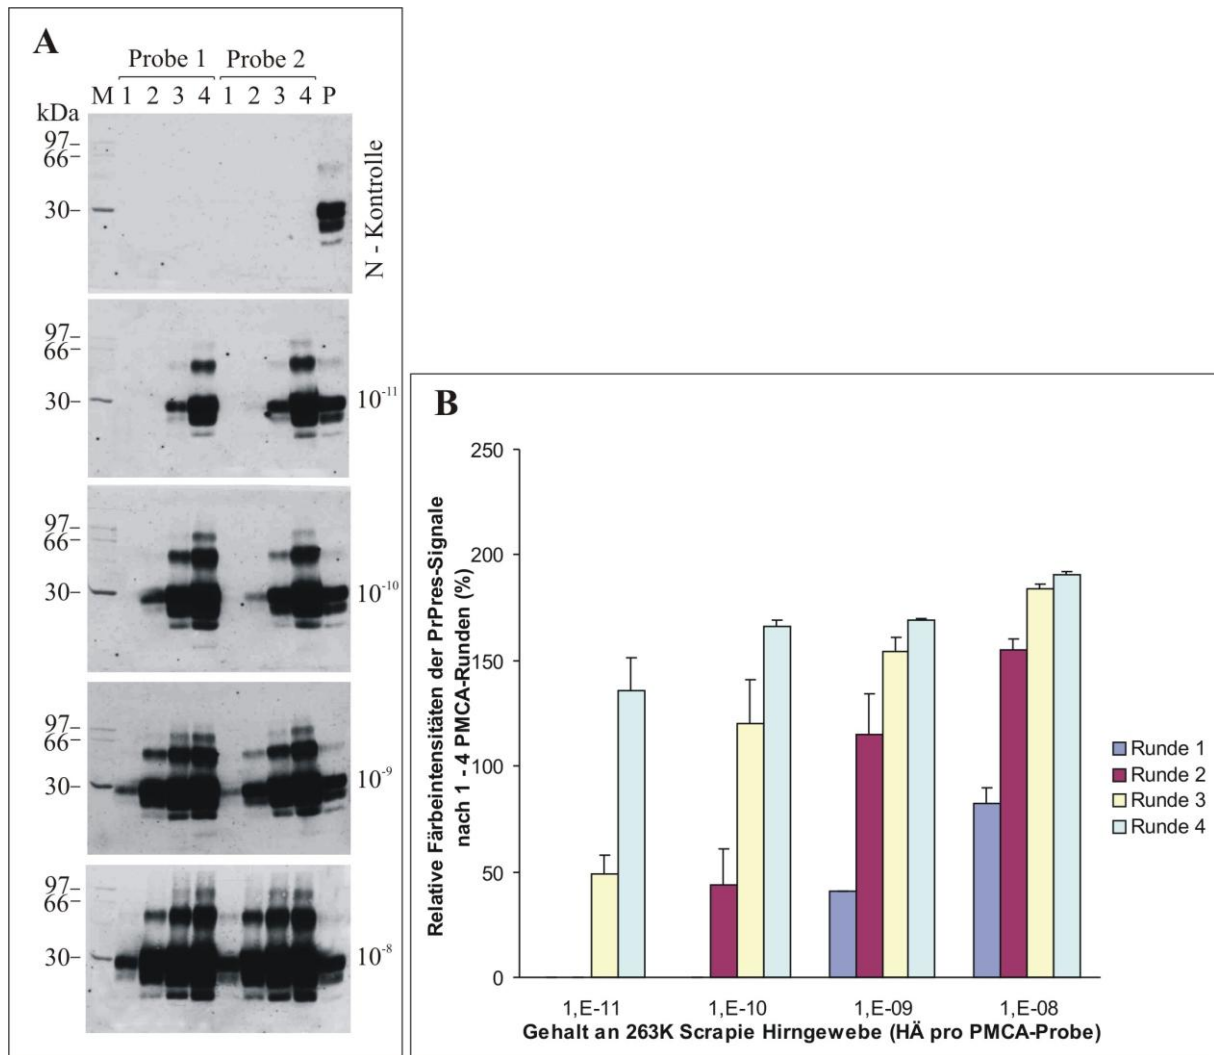 A
Probe 1 Probe 2
M 1 2 3 4 1 2 3 4 P
kDa
97–
66–
30–
N - Kontrolle
97–
66–
30–
10⁻¹¹
97–
66–
30–
10⁻¹⁰
97–
66–
30–
10⁻⁹
97–
66–
30–
10⁻⁸
B
Relative Färbeintensitäten der PrPres-Signale
nach 1 - 4 PMCA-Runden (%)
250
200
150
100
50
0
1,E-11 1,E-10 1,E-09 1,E-08
Gehalt an 263K Scrapie Hirngewebe (HÄ pro PMCA-Probe)
Runde 1
Runde 2
Runde 3
Runde 4